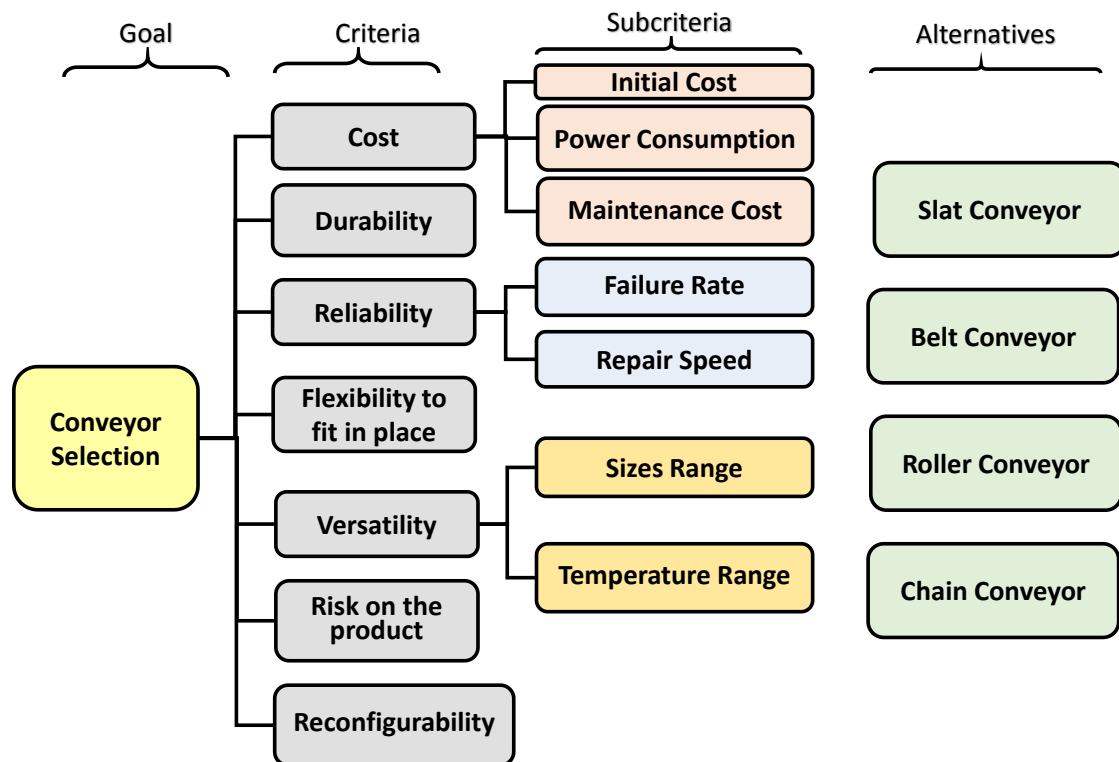 Goal
Criteria
Subcriteria
Alternatives
Conveyor
Selection
Cost
Durability
Reliability
Flexibility to
fit in place
Versatility
Risk on the
product
Reconfigurability
Initial Cost
Power Consumption
Maintenance Cost
Failure Rate
Repair Speed
Sizes Range
Temperature Range
Slat Conveyor
Belt Conveyor
Roller Conveyor
Chain Conveyor